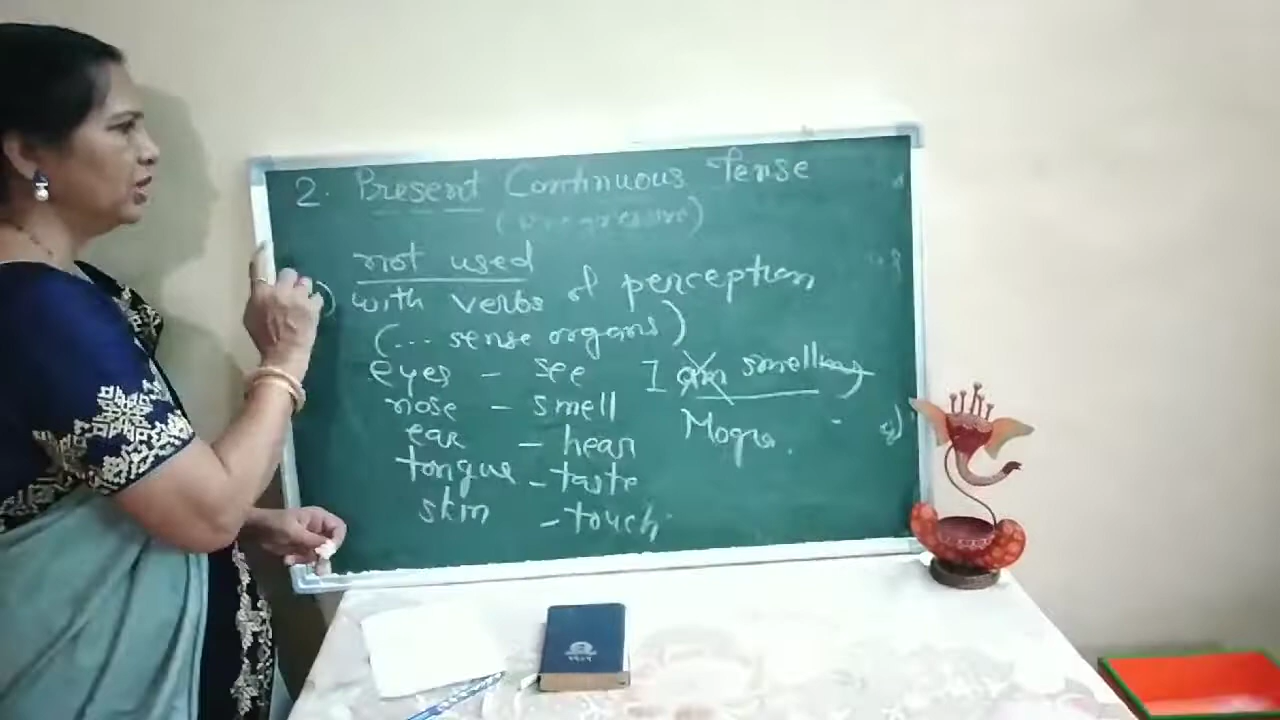 2. Present Continuous Tense
(Progressive)
not used
) with verbs of perception
(... sense organs)
eyes - see I am smelling
nose - smell Mogra.
ear - hear
tongue - taste
skin - touch